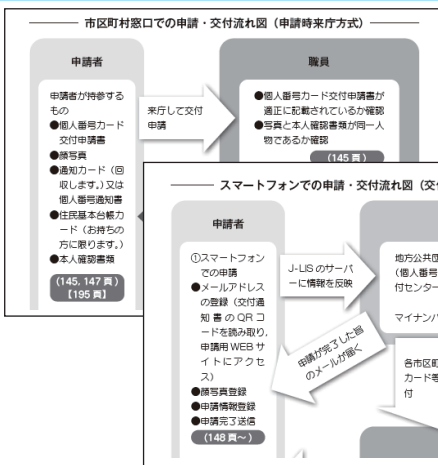 市区町村窓口での申請・交付流れ図（申請時来庁方式）
申請者
申請者が持参する
もの
●個人番号カード
交付申請書
●顔写真
●通知カード（回
収します。）又は
個人番号通知書
●住民基本台帳カ
ード（お持ちの
方に限ります。）
●本人確認書類
(145, 147 頁)
【195 頁】
来庁して交付
申請
職員
●個人番号カード交付申請書が
適正に記載されているか確認
●写真と本人確認書類が同一人
物であるか確認
(145 頁)
スマートフォンでの申請・交付流れ図（交
申請者
①スマートフォン
での申請
●メールアドレス
の登録（交付通
知書のQRコ
ードを読み取り,
申請用WEBサ
イトにアクセ
ス）
●顔写真登録
●申請情報登録
●申請完了送信
(148 頁～)
J-LISのサーバ
ーに情報を反映
申請が完了した旨
のメールが届く
地方公共団
（個人番号
付センター
マイナンバ
各市区町
カード等
付